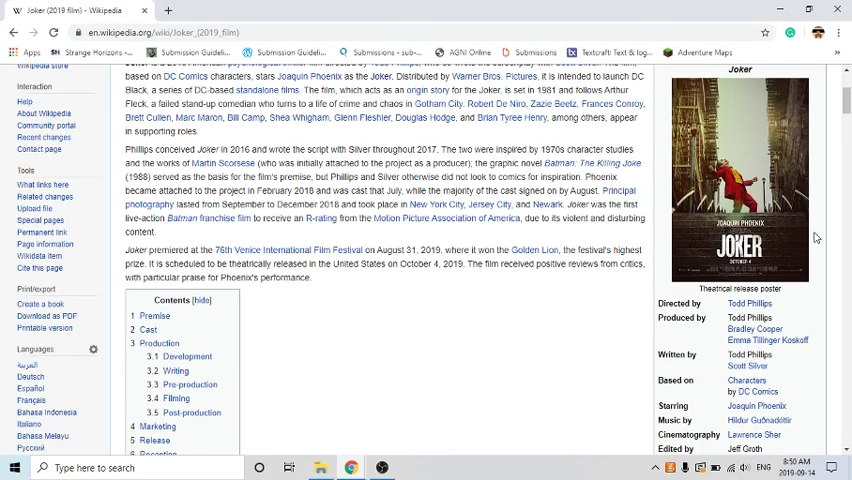 Joker (2019 film) - Wikipedia
en.wikipedia.org/wiki/Joker_(2019_film)
Apps
Strange Horizons...
Submission Guideli...
Submission Guideli...
Submissions - sub-...
AGNI Online
Submissions
Textcraft | Text & log...
Adventure Maps
Wikipedia store
Interaction
Help
About Wikipedia
Community portal
Recent changes
Contact page
Tools
What links here
Related changes
Upload file
Special pages
Permanent link
Page information
Wikidata item
Cite this page
Print/export
Create a book
Download as PDF
Printable version
Languages
العربية
Deutsch
Español
Français
Bahasa Indonesia
Italiano
Bahasa Melayu
Русский
based on DC Comics characters, stars Joaquin Phoenix as the Joker. Distributed by Warner Bros. Pictures, it is intended to launch DC
Black, a series of DC-based standalone films. The film, which acts as an origin story for the Joker, is set in 1981 and follows Arthur
Fleck, a failed stand-up comedian who turns to a life of crime and chaos in Gotham City. Robert De Niro, Zazie Beetz, Frances Conroy,
Brett Cullen, Marc Maron, Bill Camp, Shea Whigham, Glenn Fleshler, Douglas Hodge, and Brian Tyree Henry, among others, appear
in supporting roles.
Phillips conceived Joker in 2016 and wrote the script with Silver throughout 2017. The two were inspired by 1970s character studies
and the works of Martin Scorsese (who was initially attached to the project as a producer); the graphic novel Batman: The Killing Joke
(1988) served as the basis for the film's premise, but Phillips and Silver otherwise did not look to comics for inspiration. Phoenix
became attached to the project in February 2018 and was cast that July, while the majority of the cast signed on by August. Principal
photography lasted from September to December 2018 and took place in New York City, Jersey City, and Newark. Joker was the first
live-action Batman franchise film to receive an R-rating from the Motion Picture Association of America, due to its violent and disturbing
content.
Joker premiered at the 76th Venice International Film Festival on August 31, 2019, where it won the Golden Lion, the festival's highest
prize. It is scheduled to be theatrically released in the United States on October 4, 2019. The film received positive reviews from critics,
with particular praise for Phoenix's performance.
Contents [hide]
1 Premise
2 Cast
3 Production
3.1 Development
3.2 Writing
3.3 Pre-production
3.4 Filming
3.5 Post-production
4 Marketing
5 Release
6 Reception
Joker
JOAQUIN PHOENIX
JOKER
OCTOBER 4
Theatrical release poster
Directed by Todd Phillips
Produced by Todd Phillips
Bradley Cooper
Emma Tillinger Koskoff
Written by Todd Phillips
Scott Silver
Based on Characters
by DC Comics
Starring Joaquin Phoenix
Music by Hildur Guðnadóttir
Cinematography Lawrence Sher
Edited by Jeff Groth
Type here to search
ENG
8:50 AM
2019-09-14